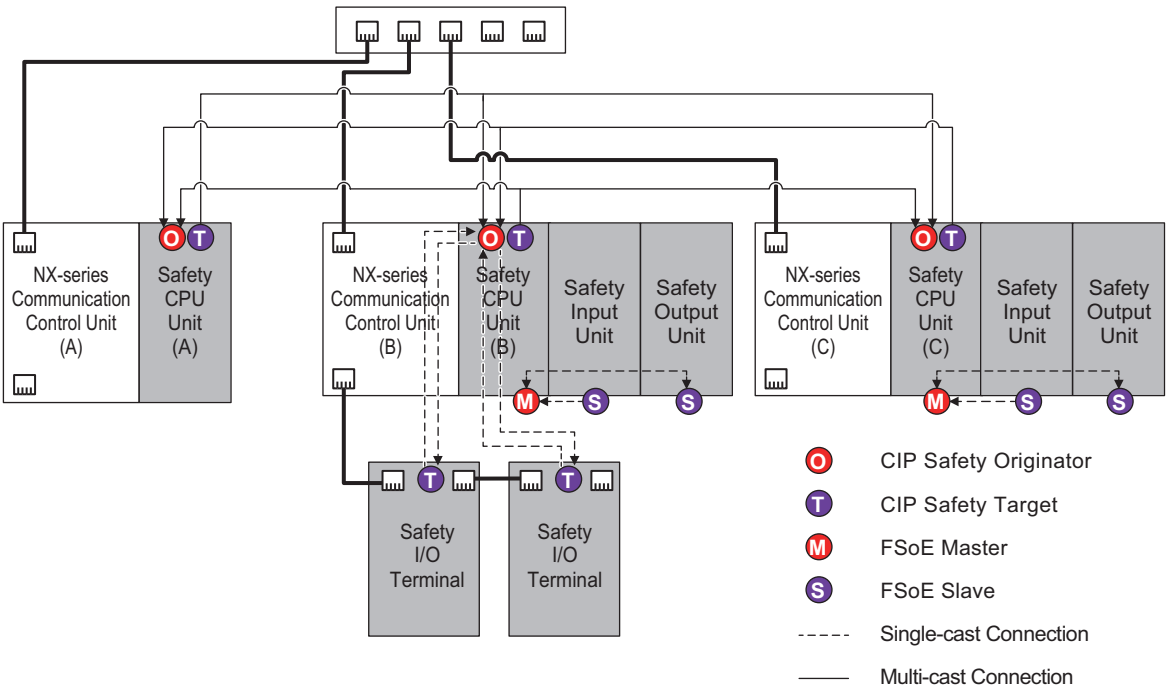 O T
O T
O T
NX-series
Communication
Control Unit
(A)
Safety
CPU
Unit
(A)
NX-series
Communication
Control Unit
(B)
Safety
CPU
Unit
(B)
Safety
Input
Unit
Safety
Output
Unit
NX-series
Communication
Control Unit
(C)
Safety
CPU
Unit
(C)
Safety
Input
Unit
Safety
Output
Unit
M S S
M S S
T
Safety
I/O
Terminal
T
Safety
I/O
Terminal
O CIP Safety Originator
T CIP Safety Target
M FSoE Master
S FSoE Slave
Single-cast Connection
Multi-cast Connection